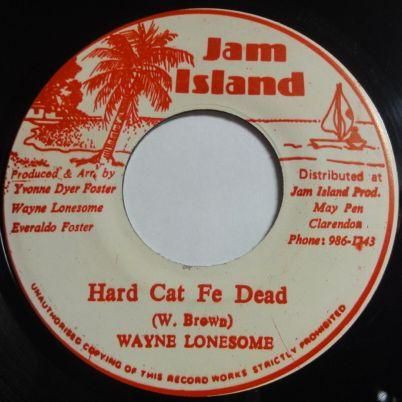 Jam
Island
Produced & Art. by
Yvonne Dyer Foster
Wayne Lonesome
Everaldo Foster
Distributed at
Jam Island Prod.
May Pen
Clarendon
Phone: 986-1743
Hard Cat Fe Dead
(W. Brown)
WAYNE LONESOME
UNAUTHORISED COPYING OF THIS RECORD WORKS STRICTLY PROHIBITED